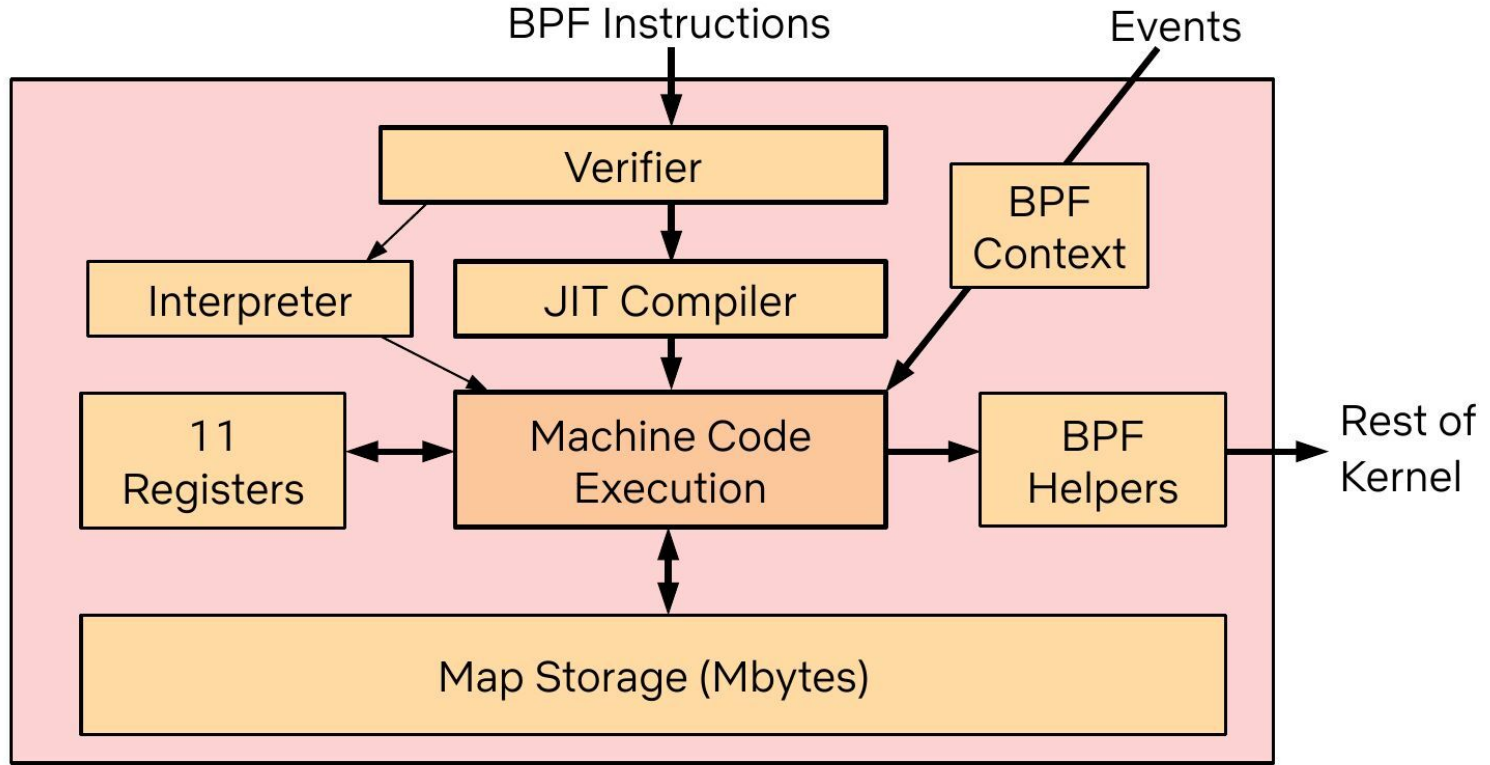 BPF Instructions
Events
Verifier
BPF
Context
Interpreter
JIT Compiler
11
Registers
Machine Code
Execution
BPF
Helpers
Rest of
Kernel
Map Storage (Mbytes)